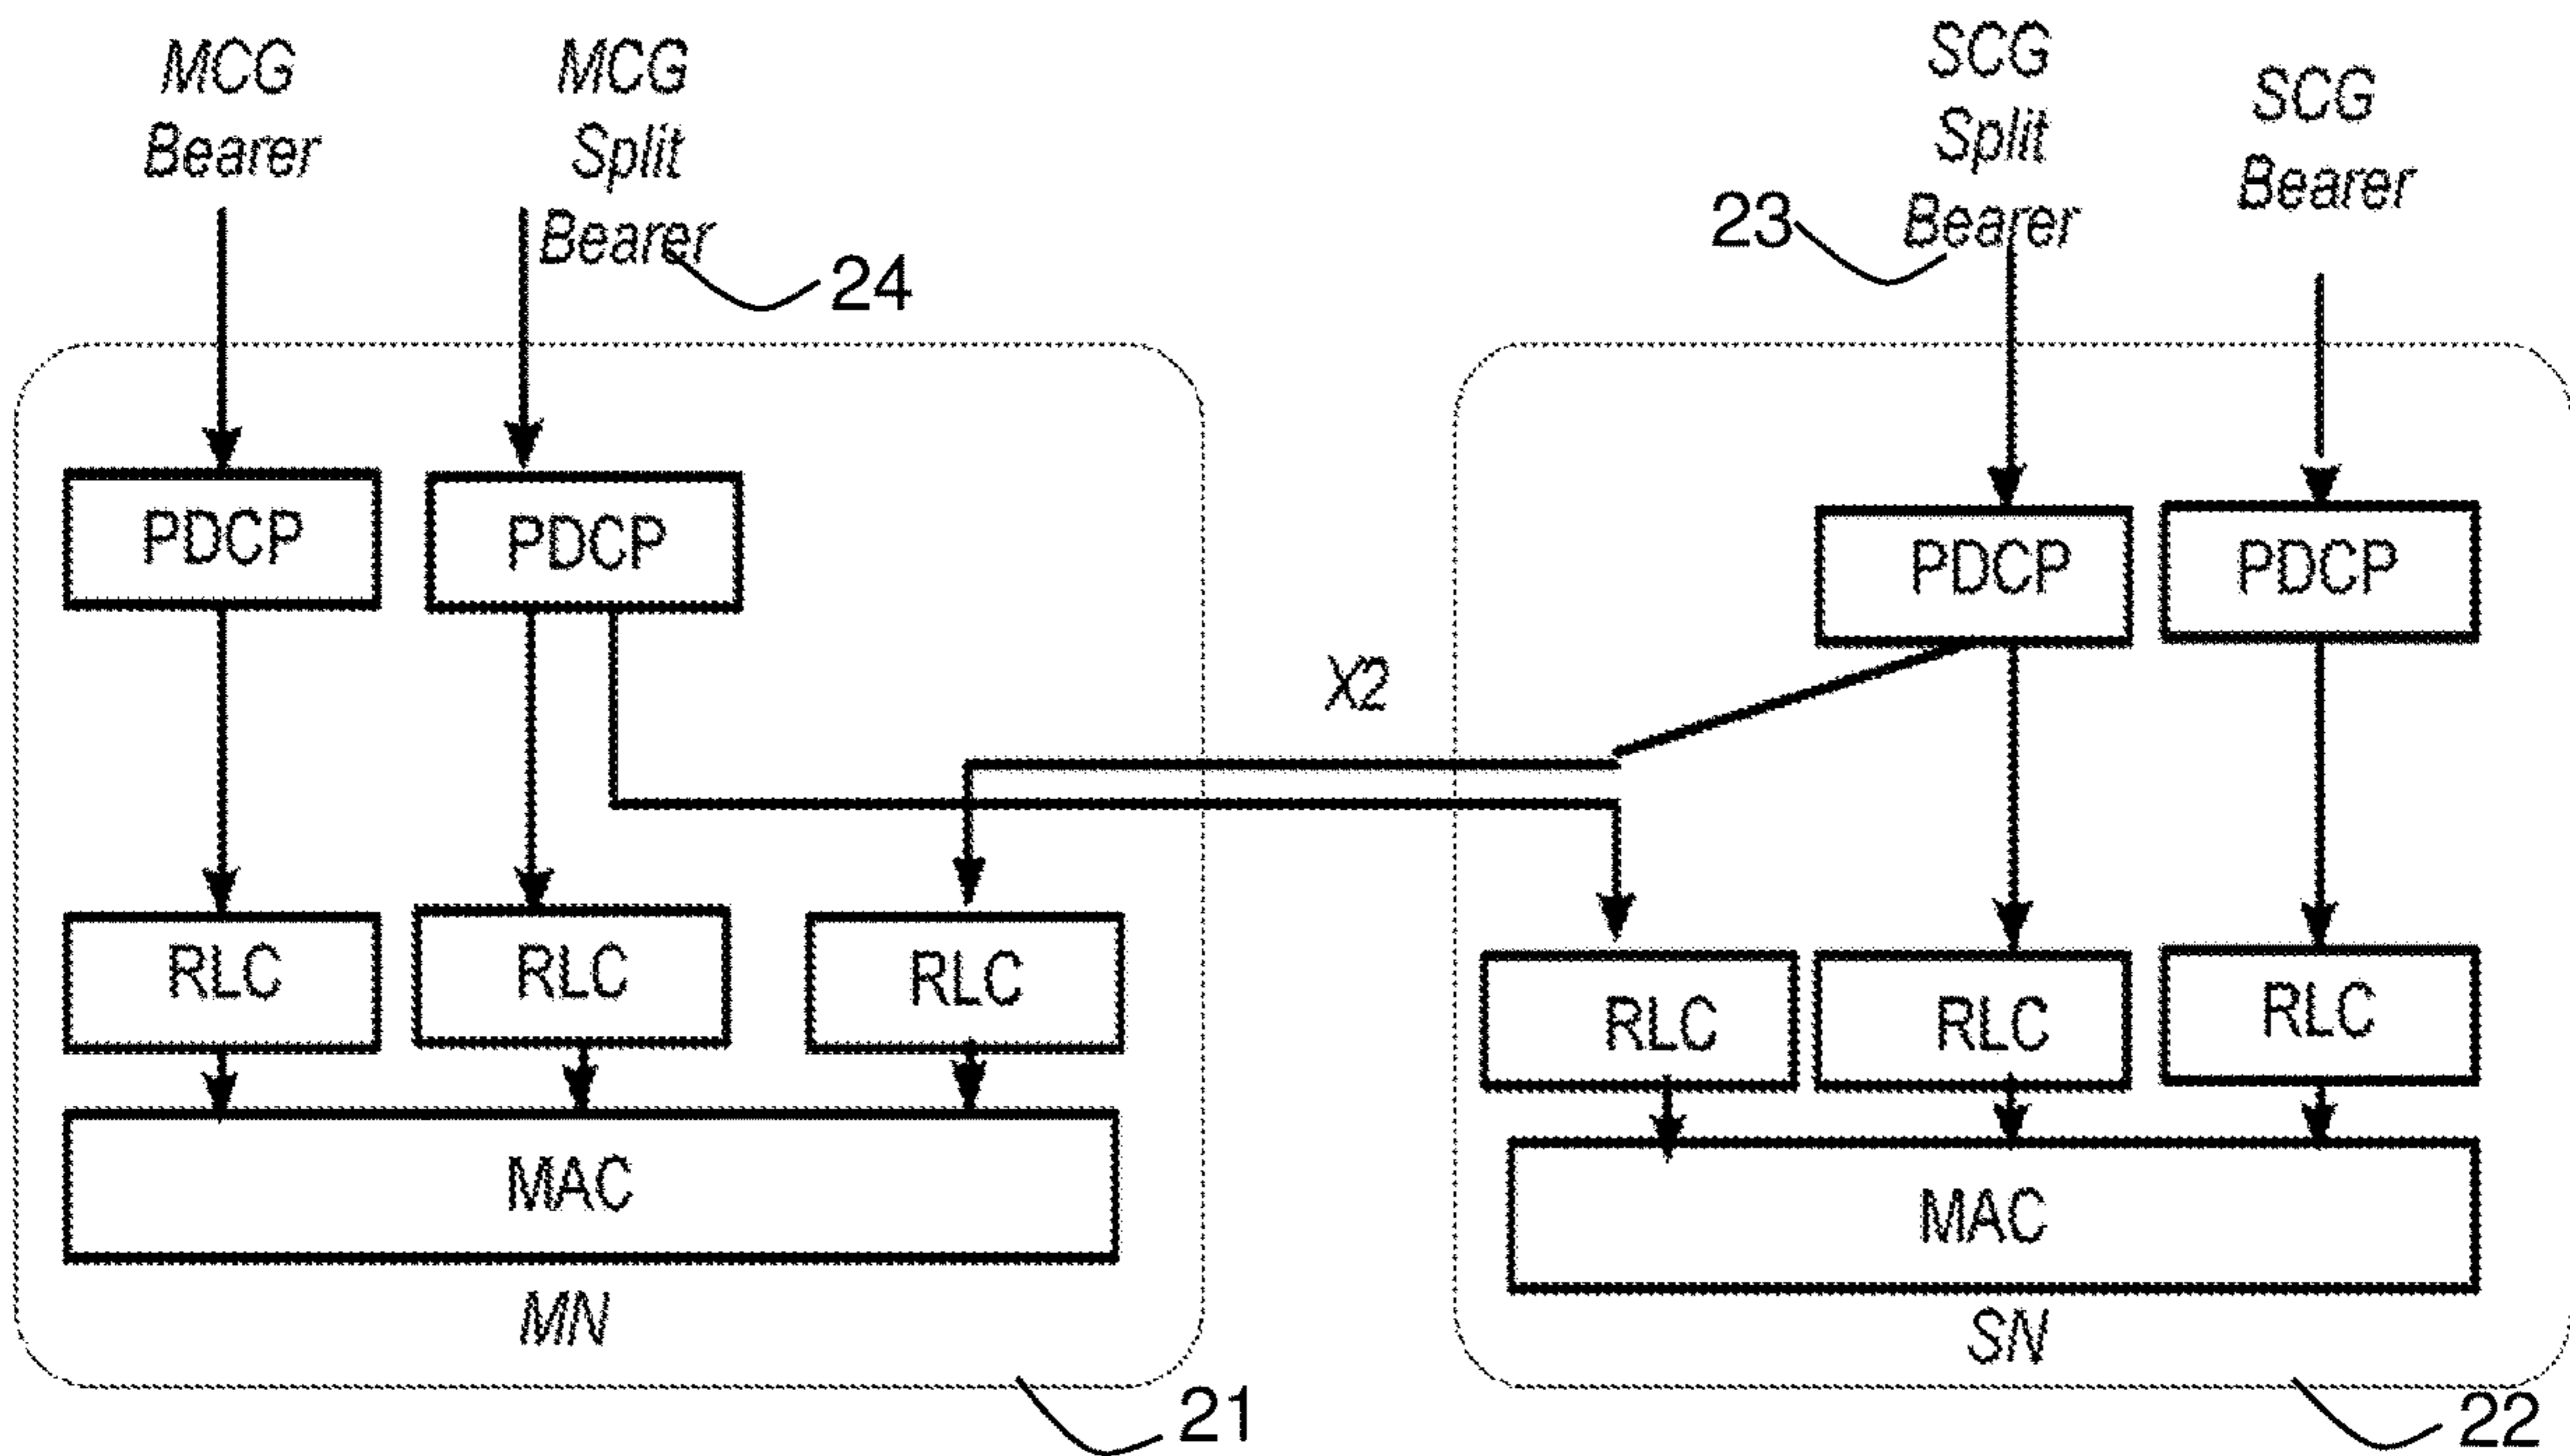 MCG
Bearer
MCG
Split
Bearer
24
SCG
Split
Bearer
23
SCG
Bearer
PDCP
PDCP
PDCP
PDCP
X2
RLC
RLC
RLC
RLC
RLC
RLC
MAC
MAC
MN
SN
21
22